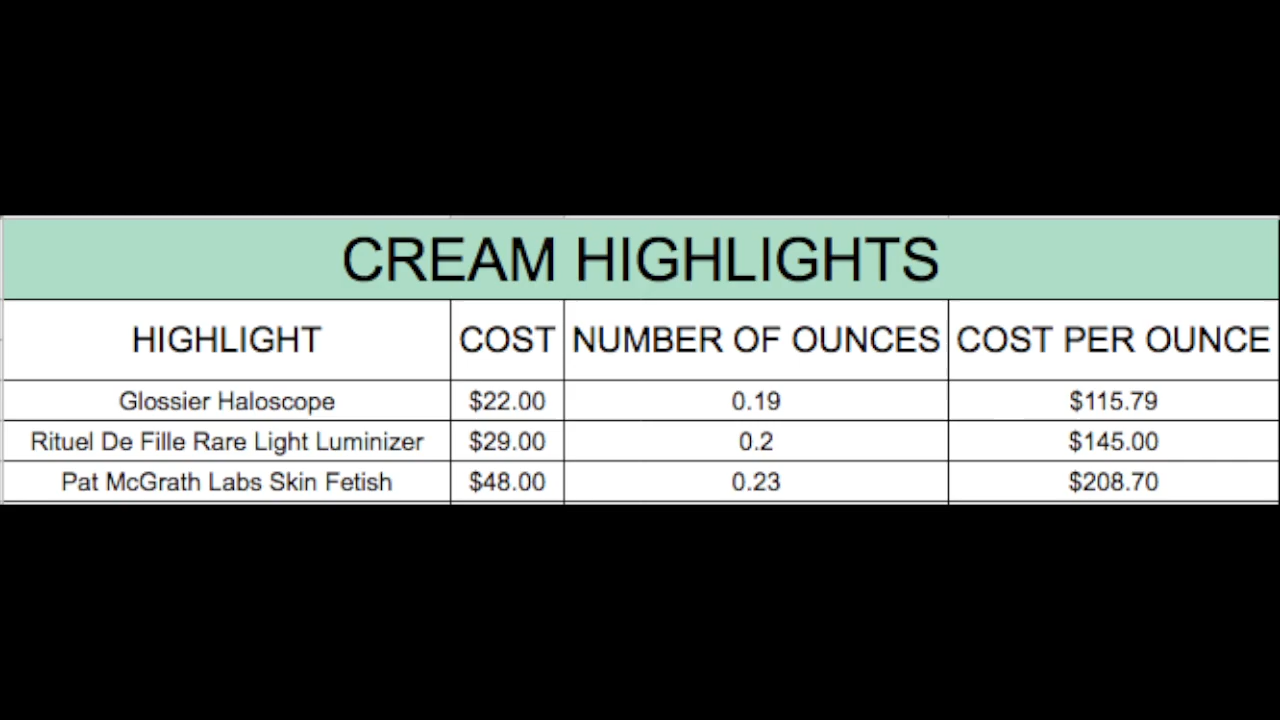 CREAM HIGHLIGHTS
HIGHLIGHT COST NUMBER OF OUNCES COST PER OUNCE
Glossier Haloscope $22.00 0.19 $115.79
Rituel De Fille Rare Light Luminizer $29.00 0.2 $145.00
Pat McGrath Labs Skin Fetish $48.00 0.23 $208.70